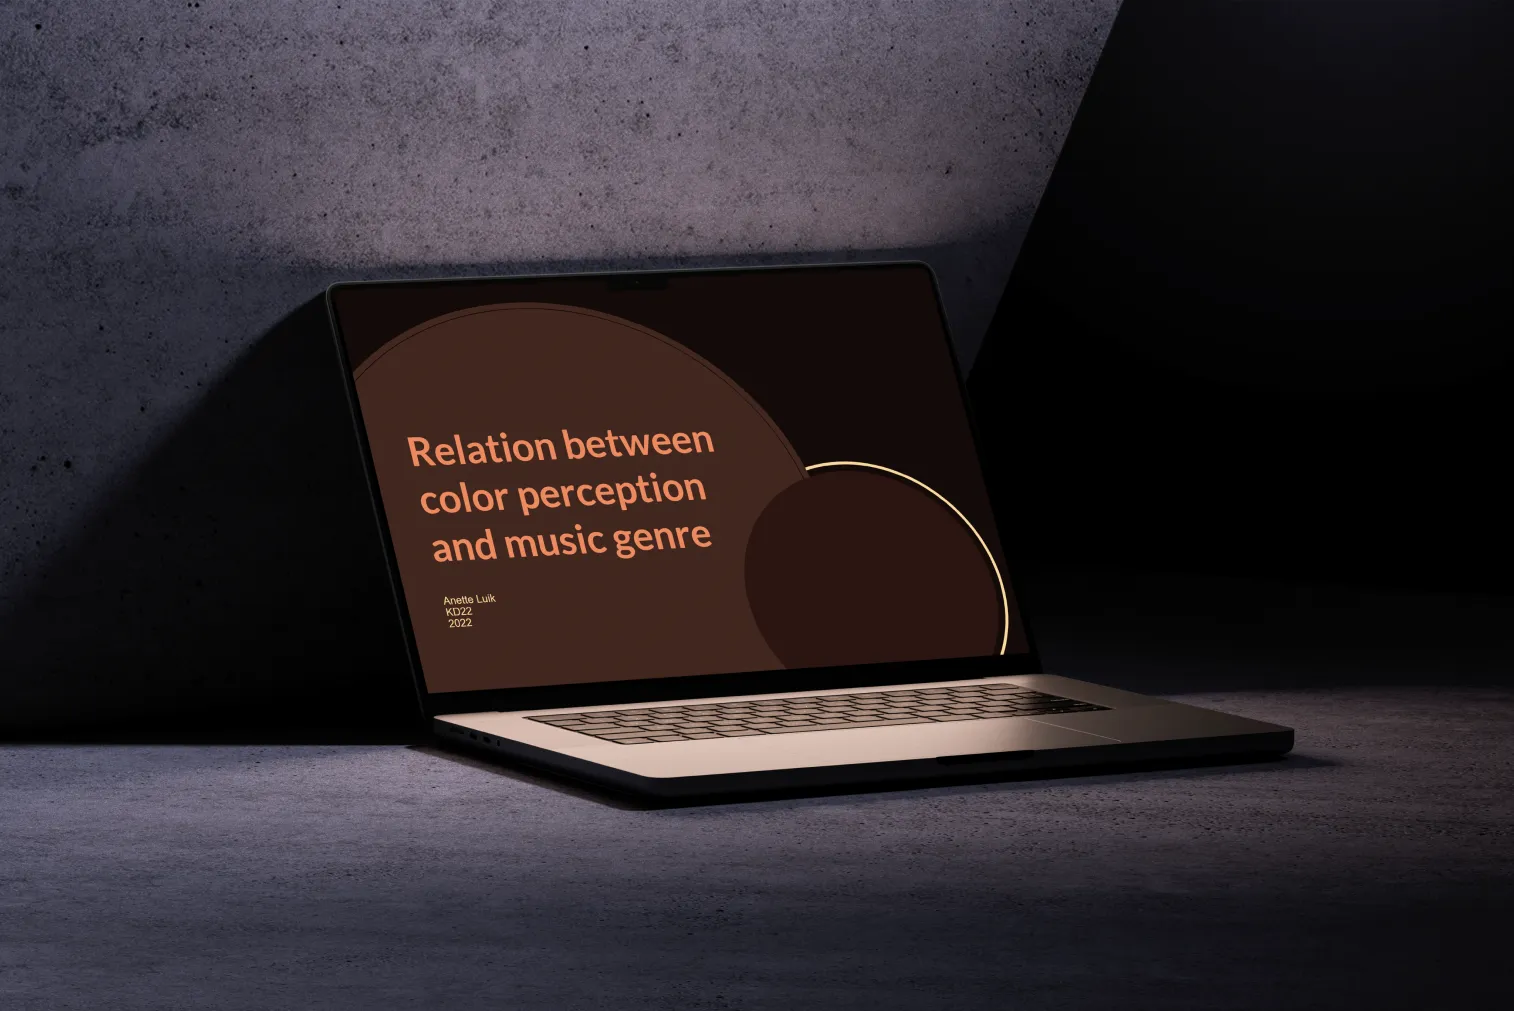 Relation between
color perception
and music genre
Anette Luik
KD22
2022